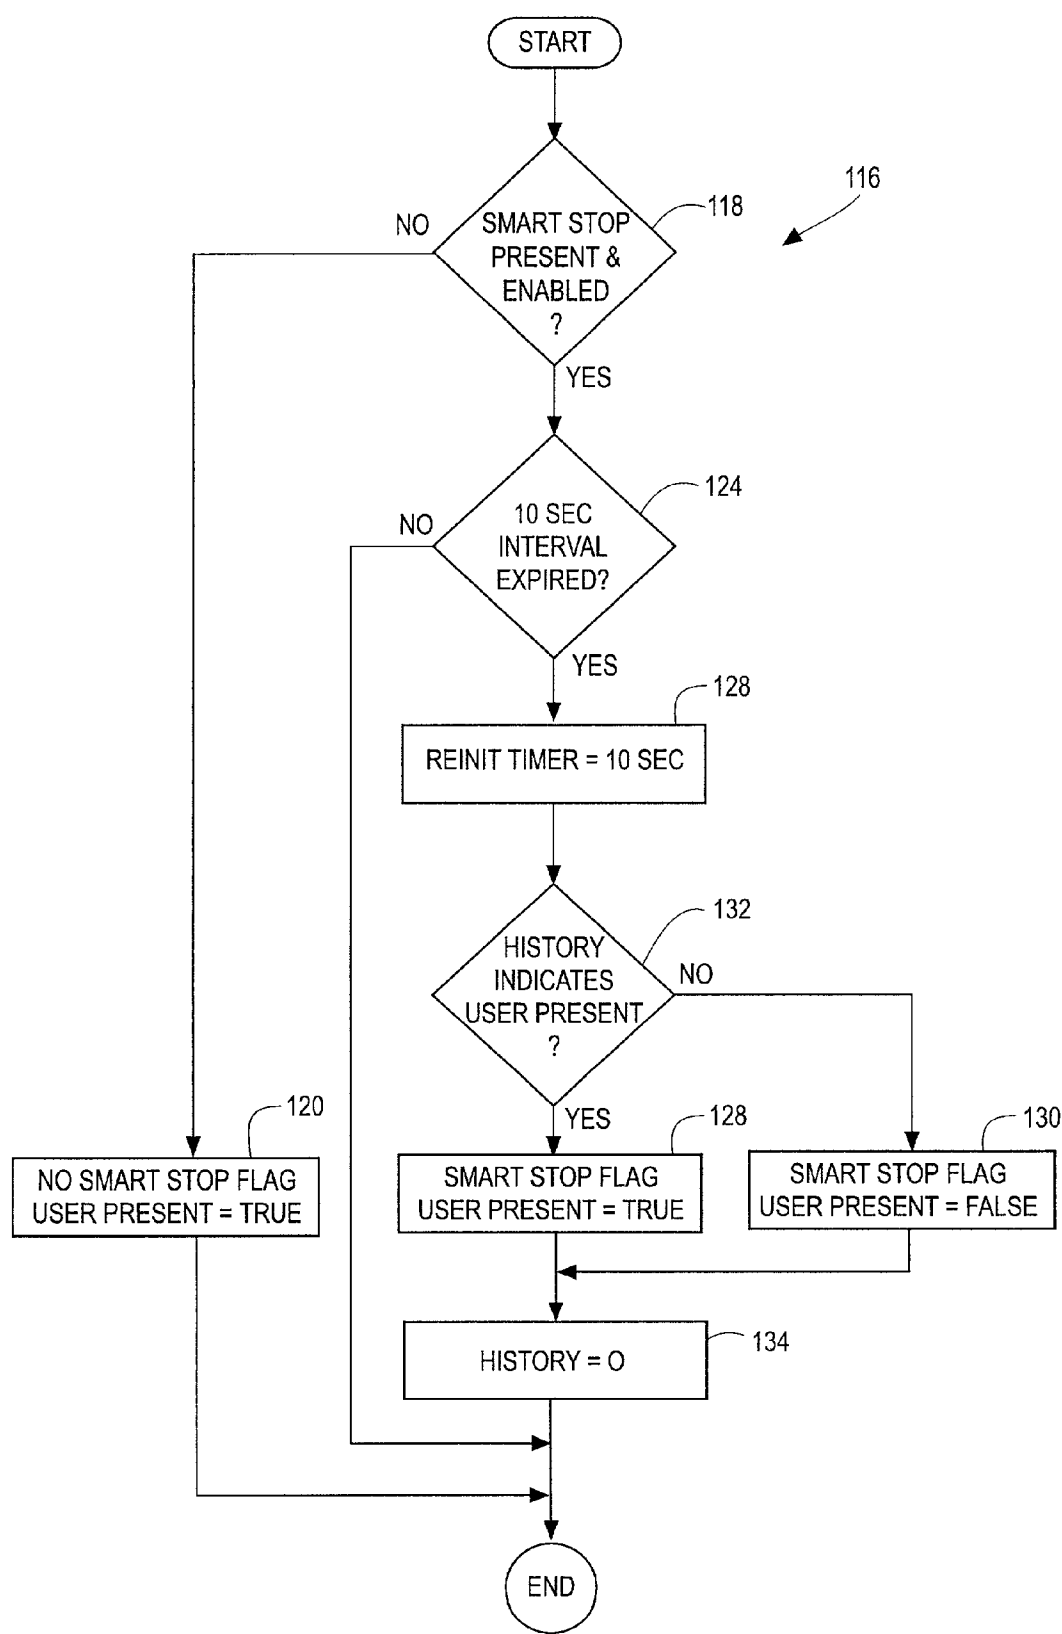 START
116
118
NO
SMART STOP
PRESENT &
ENABLED
?
YES
124
NO
10 SEC
INTERVAL
EXPIRED?
YES
128
REINIT TIMER = 10 SEC
132
HISTORY
INDICATES
USER PRESENT
?
NO
YES
120
NO SMART STOP FLAG
USER PRESENT = TRUE
128
SMART STOP FLAG
USER PRESENT = TRUE
130
SMART STOP FLAG
USER PRESENT = FALSE
134
HISTORY = O
END